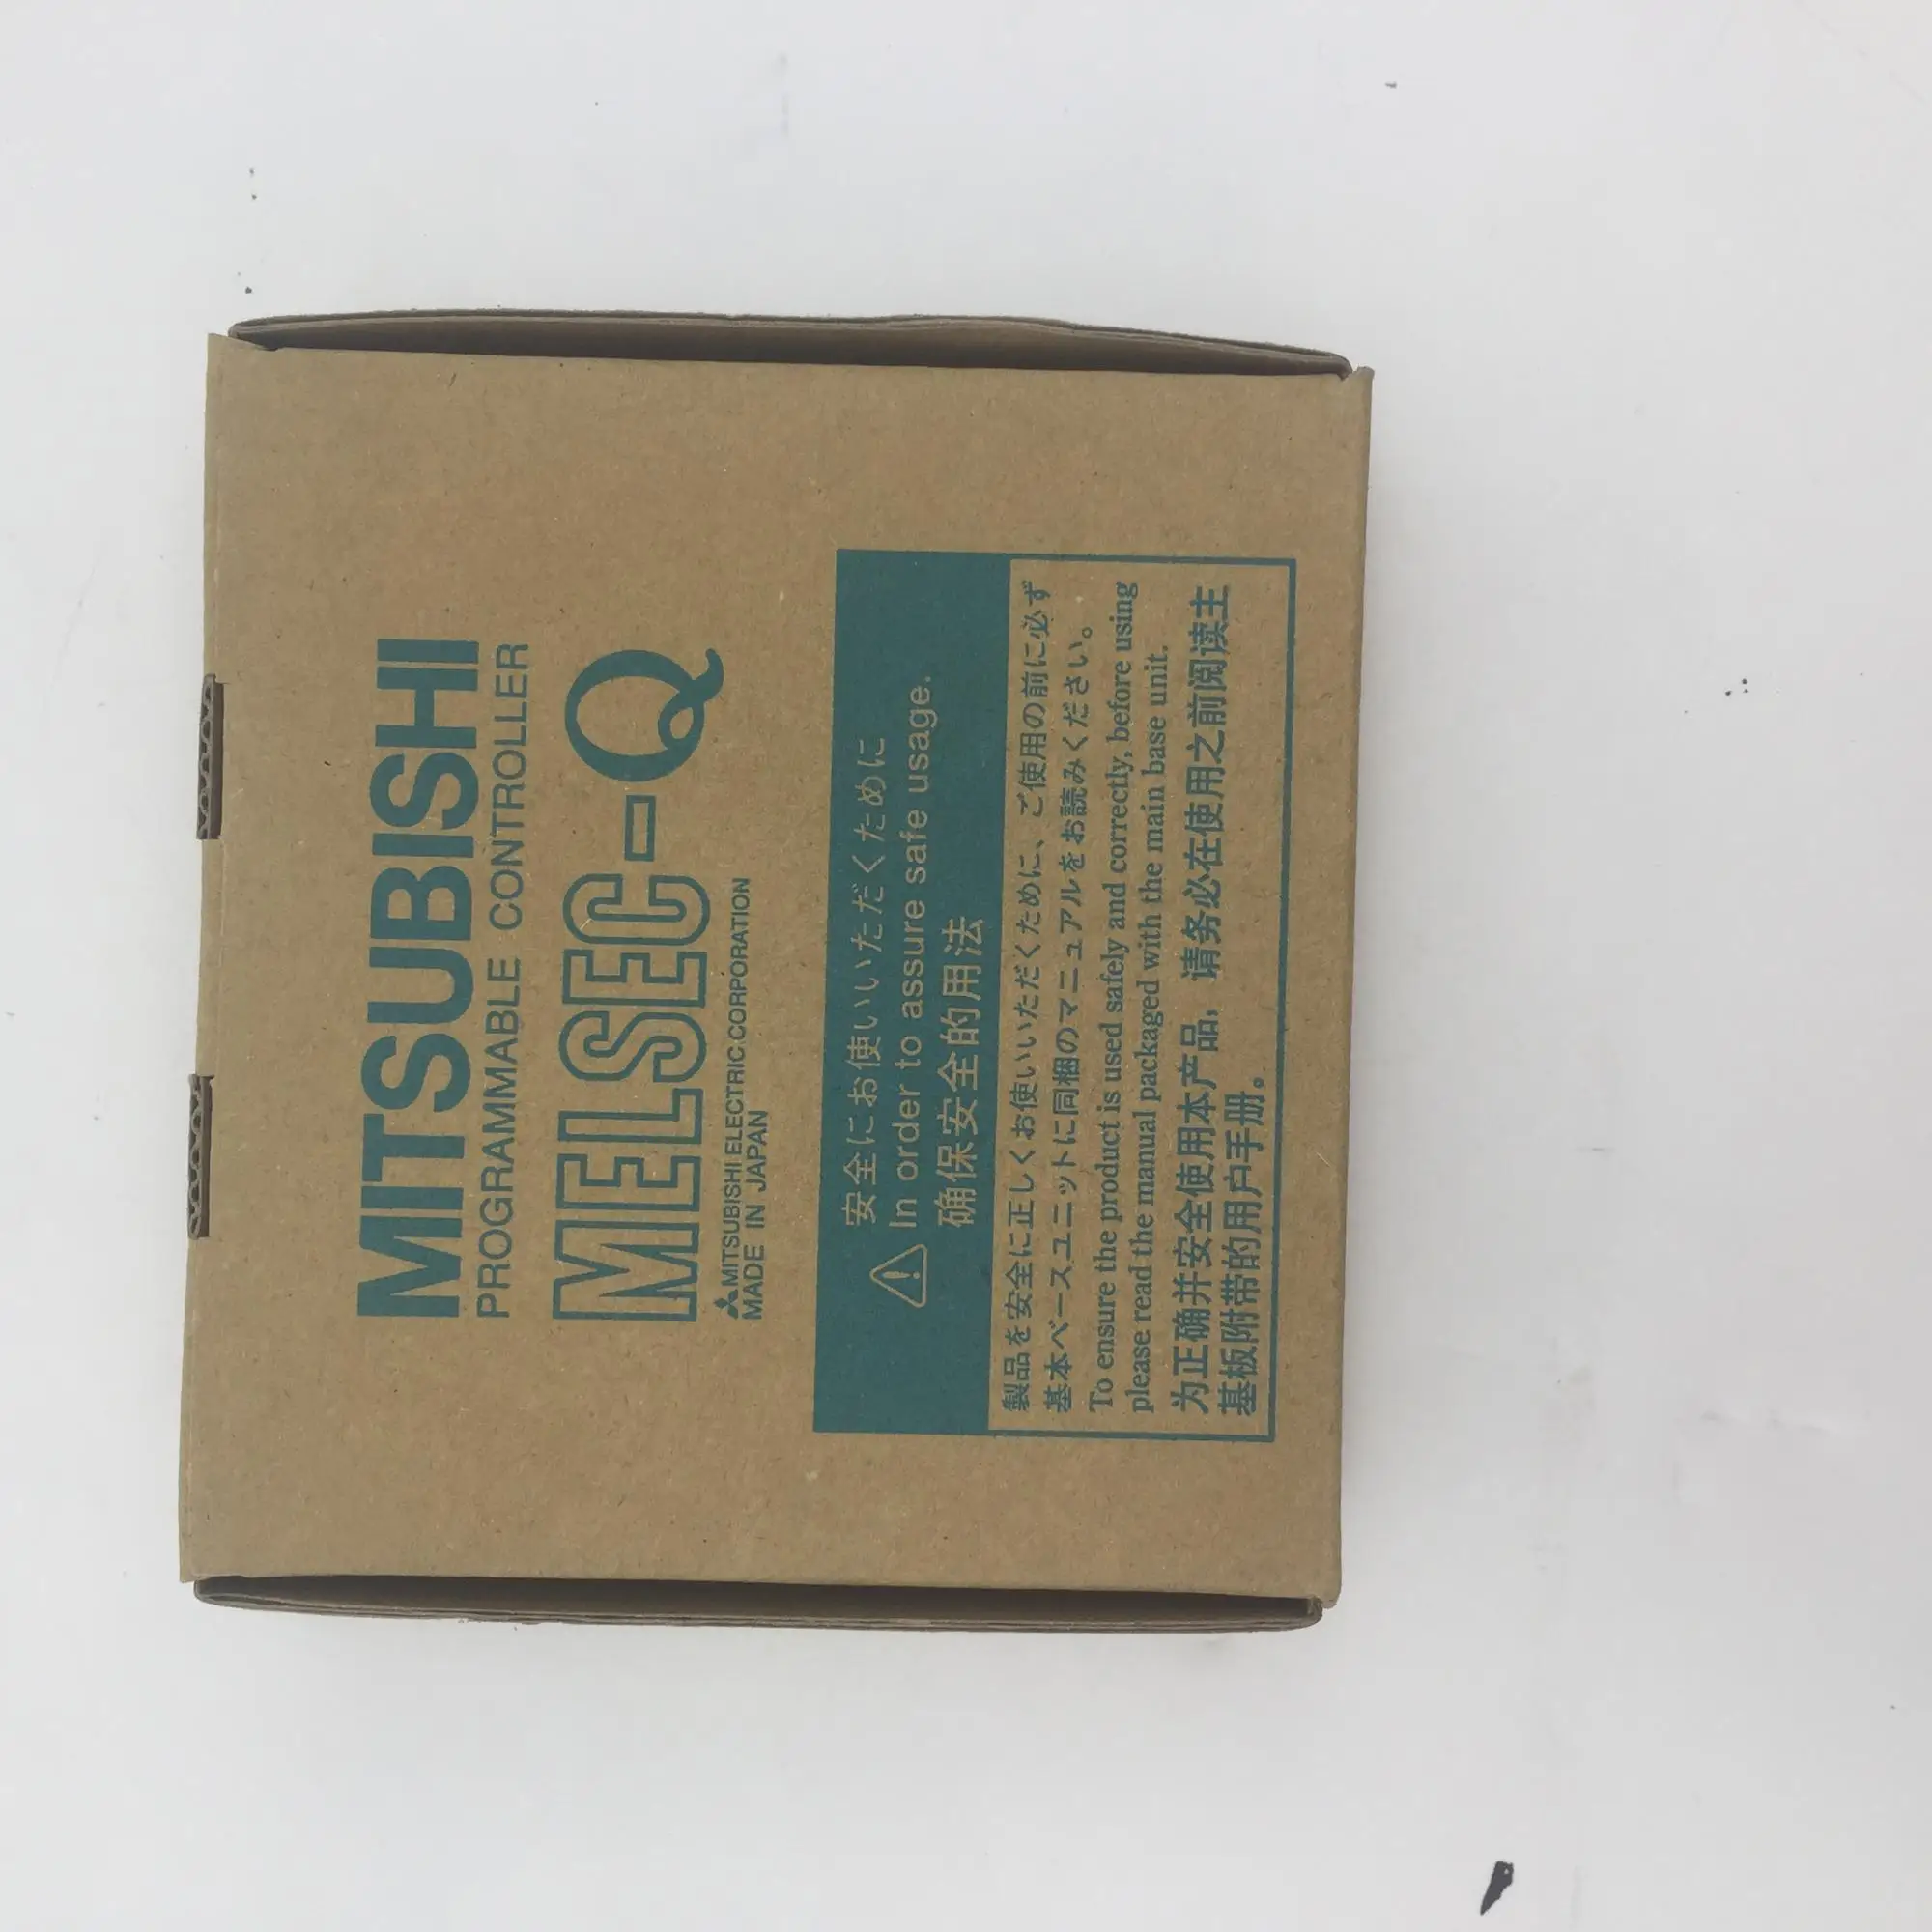 MITSUBISHI
PROGRAMMABLE CONTROLLER
MELSEC-Q
MITSUBISHI ELECTRIC CORPORATION
MADE IN JAPAN
安全にお使いいただくために
In order to assure safe usage.
确保安全的用法
製品を安全に正しくお使いいただくために、ご使用の前に必ず
基本ベースユニットに同梱のマニュアルをお読みください。
To ensure the product is used safely and correctly, before using
please read the manual packaged with the main base unit.
为正确并安全使用本产品，请务必在使用之前阅读主
基板附带的用户手册。